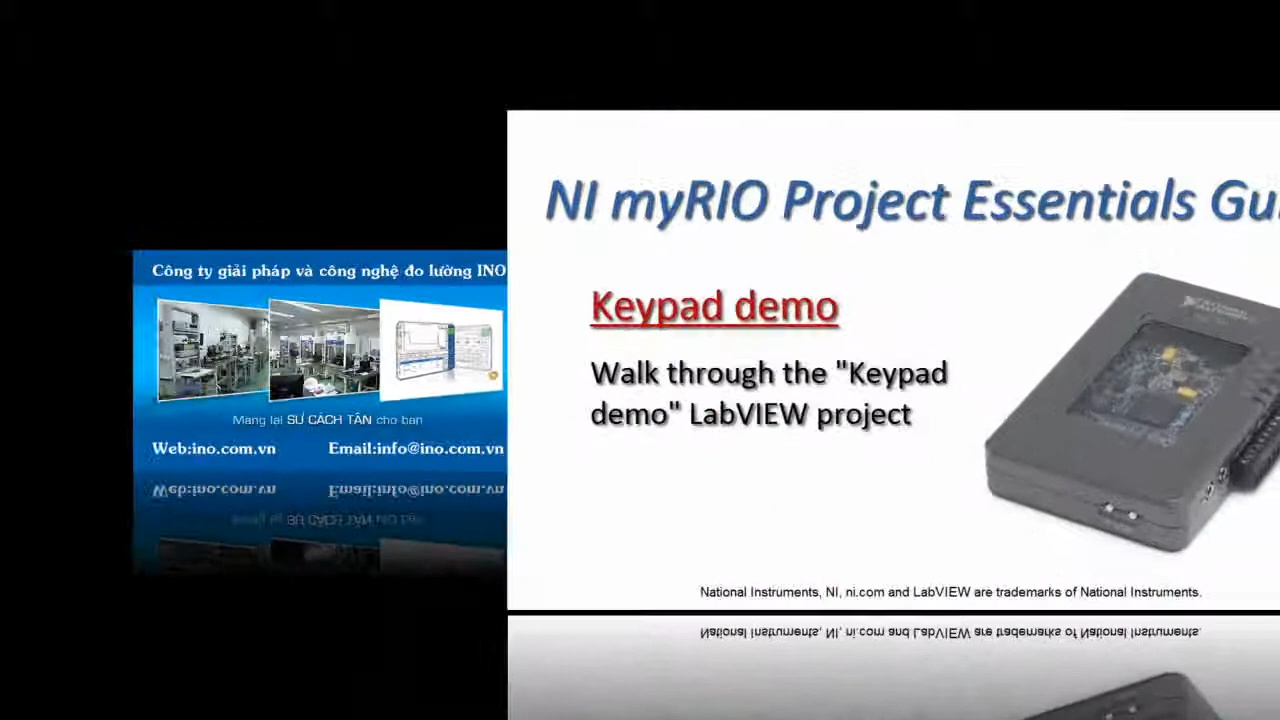 Công ty giải pháp và công nghệ đo lường INO
Mang lại SỰ CÁCH TÂN cho bạn
Web:ino.com.vn Email:info@ino.com.vn
NI myRIO Project Essentials
Keypad demo
Walk through the "Keypad
demo" LabVIEW project
National Instruments, NI, ni.com and LabVIEW are trademarks of National Instruments.